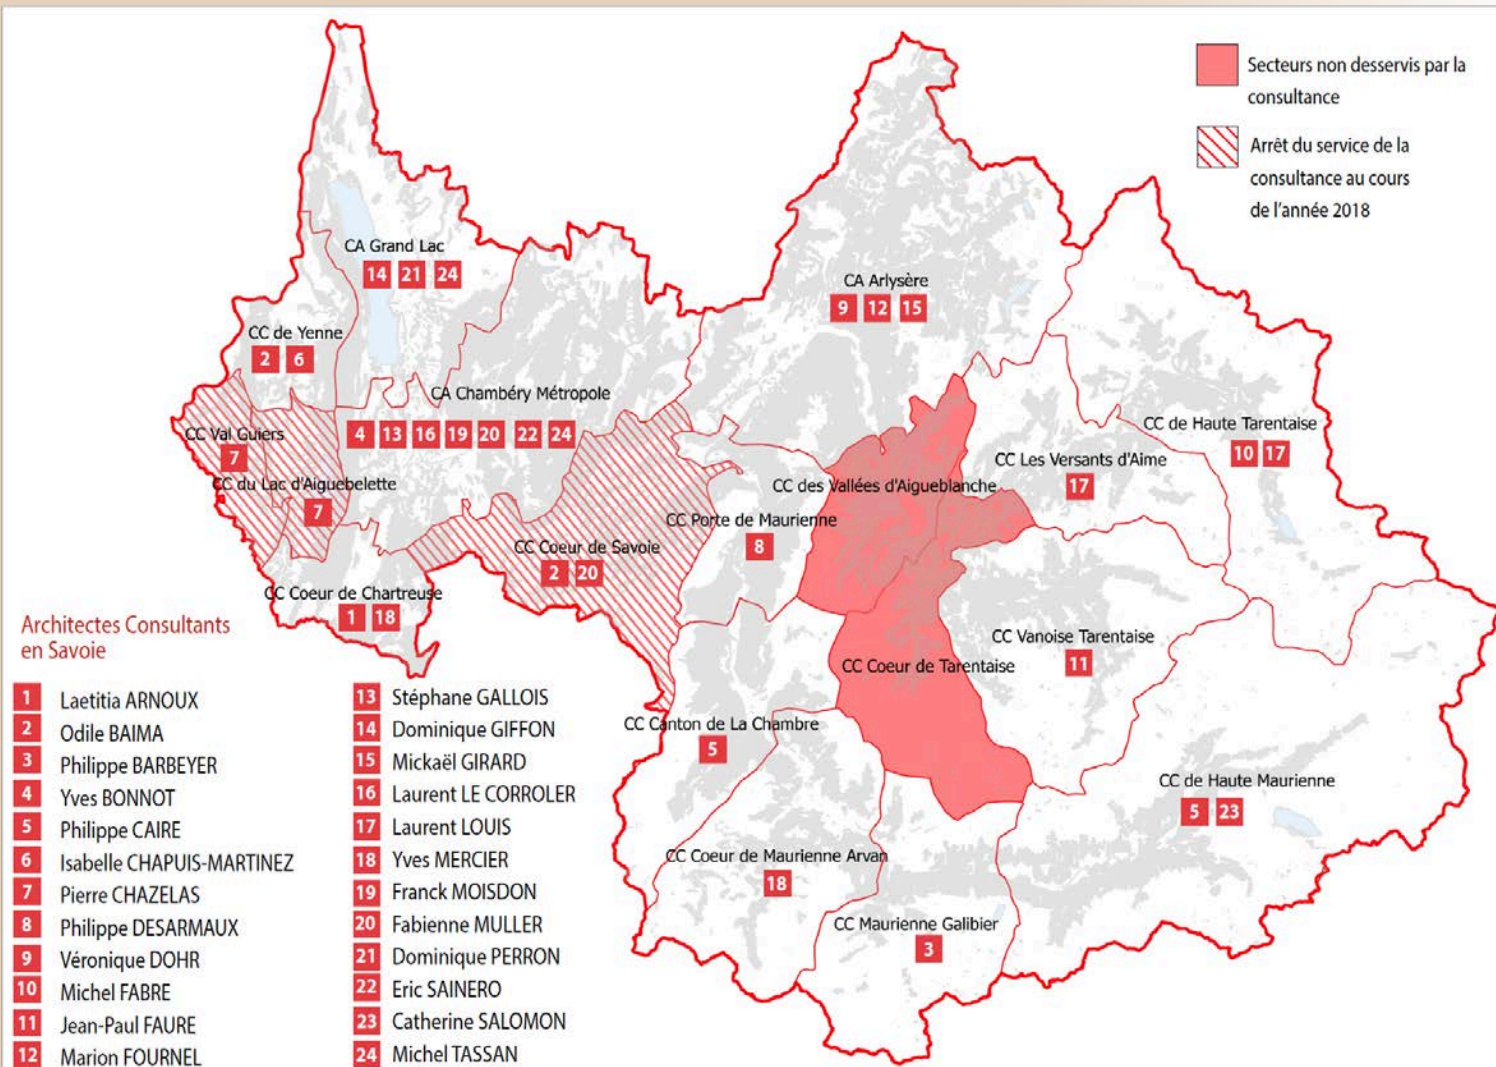 Secteurs non desservis par la
consultance
Arrêt du service de la
consultance au cours
de l'année 2018
CA Grand Lac
14 21 24
CA Arlysère
9 12 15
CC de Yenne
2 6
CA Chambéry Métropole
4 13 16 19 20 22 24
CC Val Guiers
7
CC du Lac d'Aiguebelette
7
CC de Haute Tarentaise
10 17
CC Les Versants d'Aime
17
CC des Vallées d'Aigueblanche
CC Porte de Maurienne
8
CC Coeur de Savoie
2 20
CC Coeur de Chartreuse
1 18
CC Vanoise Tarentaise
11
CC Coeur de Tarentaise
CC Canton de La Chambre
5
CC de Haute Maurienne
5 23
CC Coeur de Maurienne Arvan
18
CC Maurienne Galibier
3
Architectes Consultants
en Savoie
1 Laetitia ARNOUX
2 Odile BAIMA
3 Philippe BARBEYER
4 Yves BONNOT
5 Philippe CAIRE
6 Isabelle CHAPUIS-MARTINEZ
7 Pierre CHAZELAS
8 Philippe DESARMAUX
9 Véronique DOHR
10 Michel FABRE
11 Jean-Paul FAURE
12 Marion FOURNEL
13 Stéphane GALLOIS
14 Dominique GIFFON
15 Mickaël GIRARD
16 Laurent LE CORROLER
17 Laurent LOUIS
18 Yves MERCIER
19 Franck MOISDON
20 Fabienne MULLER
21 Dominique PERRON
22 Eric SAINERO
23 Catherine SALOMON
24 Michel TASSAN